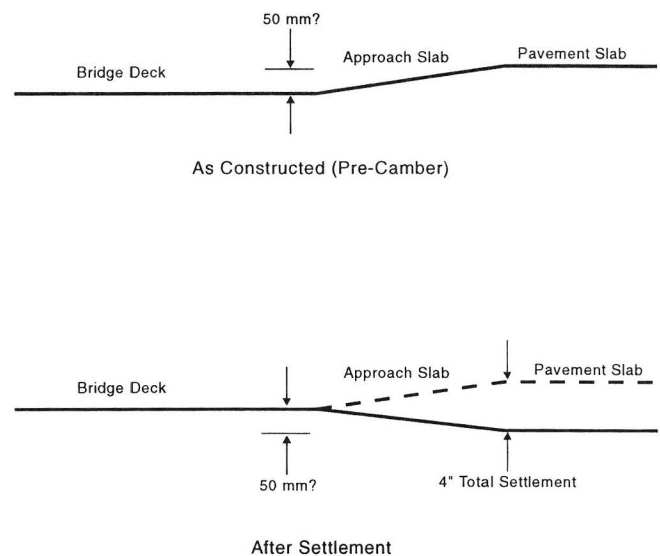 50 mm?
Bridge Deck
Approach Slab
Pavement Slab
As Constructed (Pre-Camber)
Bridge Deck
Approach Slab
Pavement Slab
50 mm?
4" Total Settlement
After Settlement